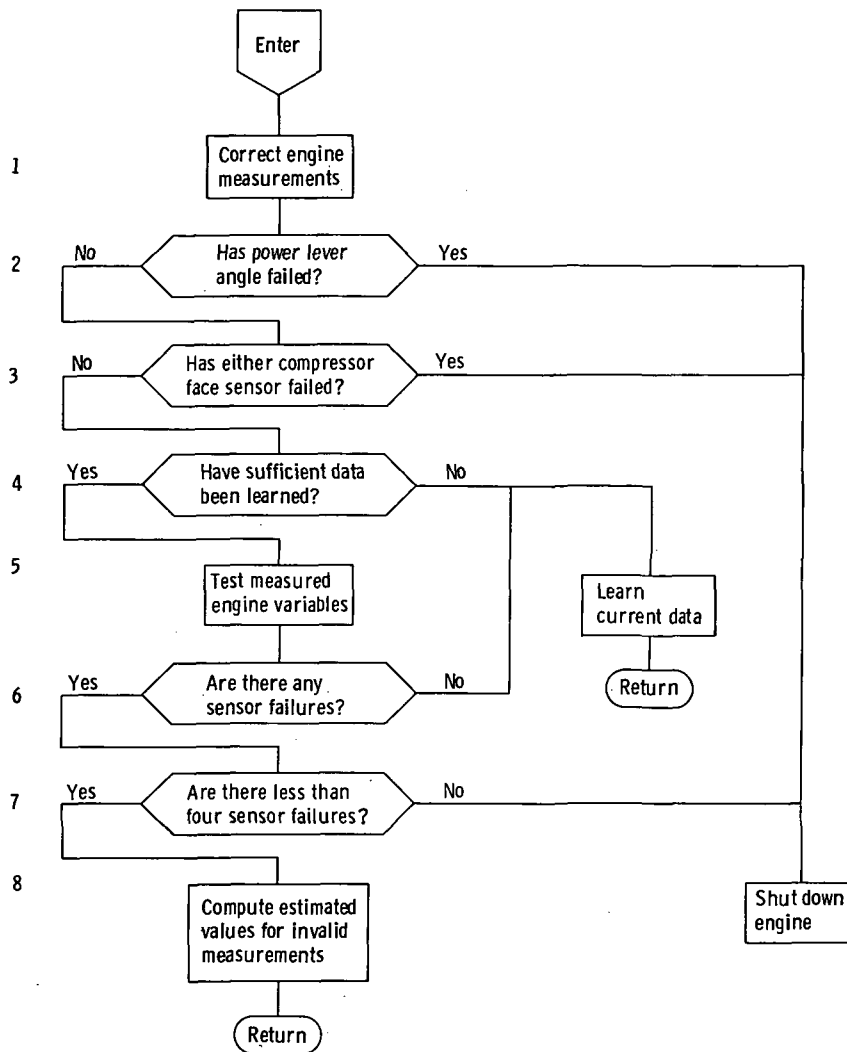 Enter
1
Correct engine
measurements
2
No
Has power lever
angle failed?
Yes
3
No
Has either compressor
face sensor failed?
Yes
4
Yes
Have sufficient data
been learned?
No
5
Test measured
engine variables
Learn
current data
Return
6
Yes
Are there any
sensor failures?
No
7
Yes
Are there less than
four sensor failures?
No
8
Compute estimated
values for invalid
measurements
Shut down
engine
Return